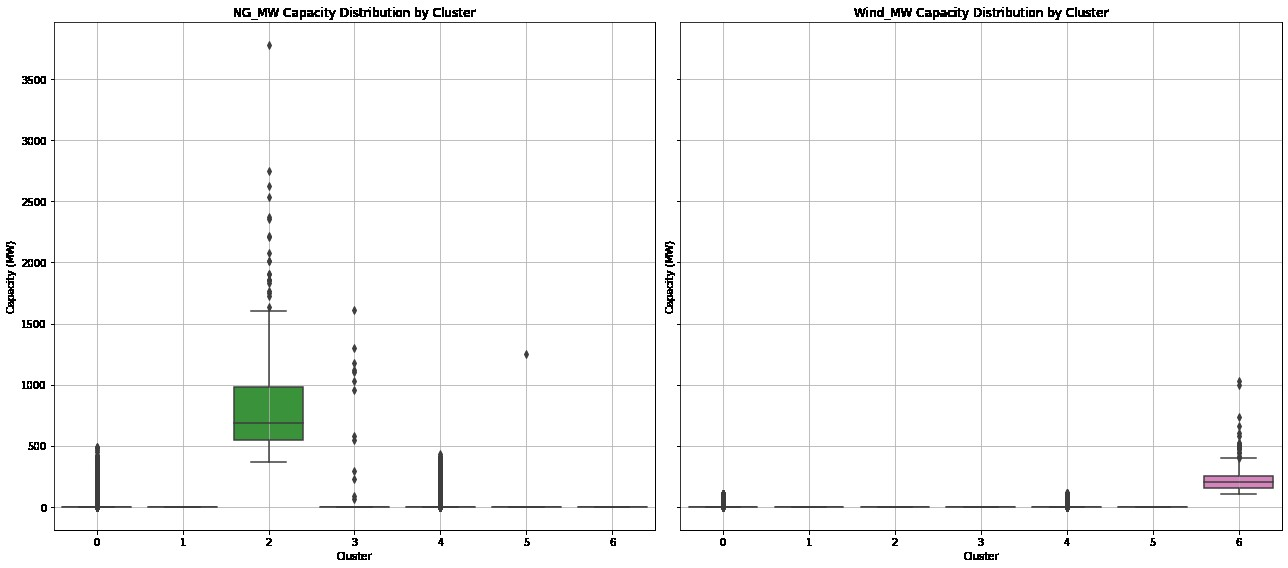 NG_MW Capacity Distribution by Cluster
Capacity (MW)
3500
3000
2500
2000
1500
1000
500
0
0 1 2 3 4 5 6
Cluster
Wind_MW Capacity Distribution by Cluster
Capacity (MW)
0 1 2 3 4 5 6
Cluster